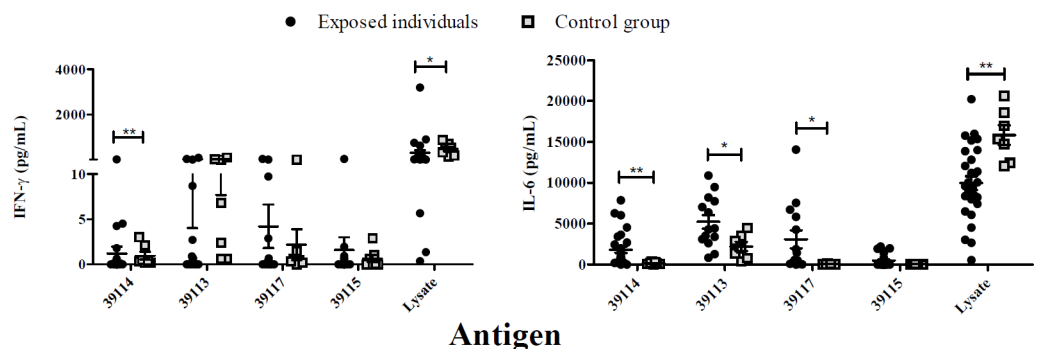 Exposed individuals Control group
IFN-γ (pg/mL)
4000
2000
10
5
0
** *
39114 39113 39117 39115 Lysate
IL-6 (pg/mL)
25000
20000
15000
10000
5000
0
** * * **
39114 39113 39117 39115 Lysate
Antigen